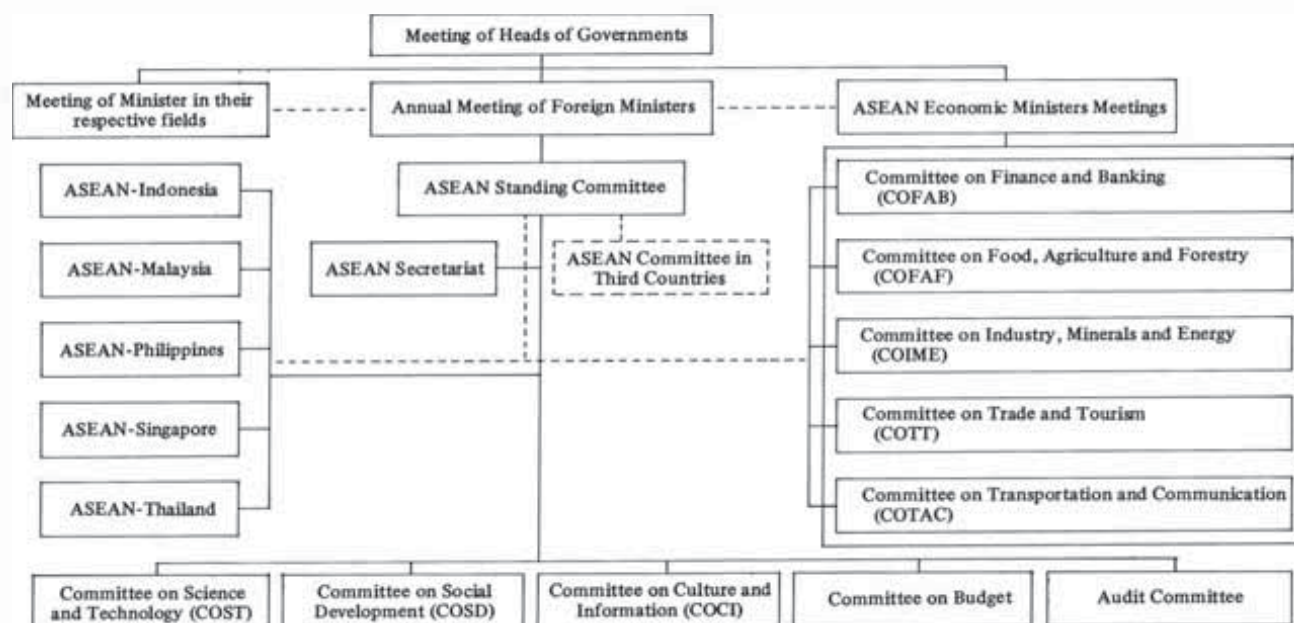 Meeting of Heads of Governments
Meeting of Minister in their
respective fields
Annual Meeting of Foreign Ministers
ASEAN Economic Ministers Meetings
ASEAN-Indonesia
ASEAN-Malaysia
ASEAN-Philippines
ASEAN-Singapore
ASEAN-Thailand
ASEAN Standing Committee
ASEAN Secretariat
ASEAN Committee in
Third Countries
Committee on Finance and Banking
(COFAB)
Committee on Food, Agriculture and Forestry
(COFAF)
Committee on Industry, Minerals and Energy
(COIME)
Committee on Trade and Tourism
(COTT)
Committee on Transportation and Communication
(COTAC)
Committee on Science
and Technology (COST)
Committee on Social
Development (COSD)
Committee on Culture and
Information (COCI)
Committee on Budget
Audit Committee